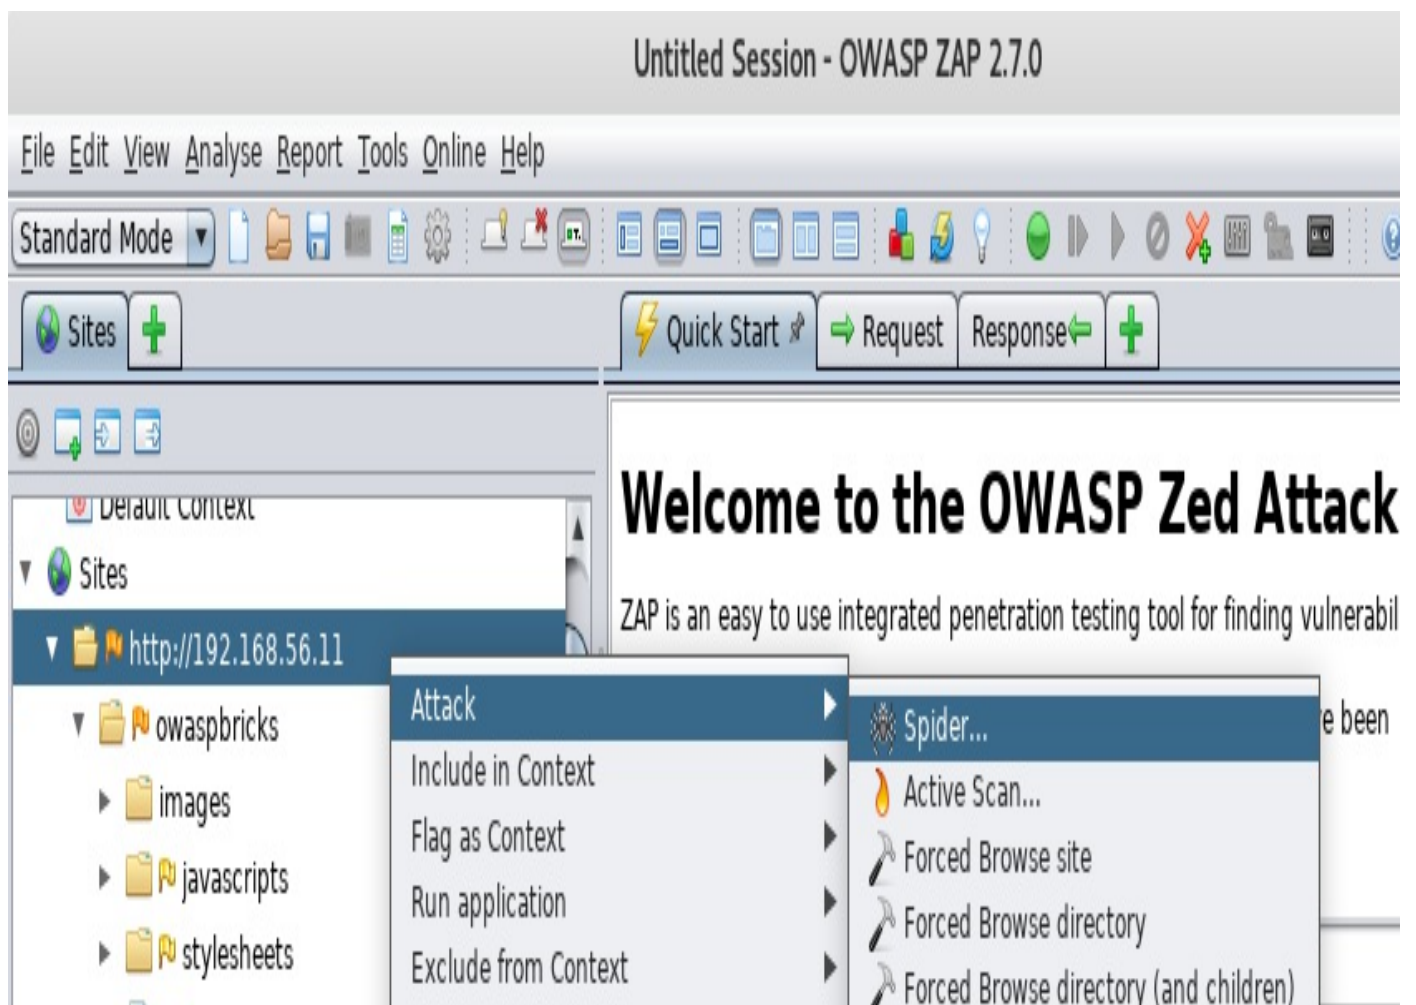 Untitled Session - OWASP ZAP 2.7.0
File Edit View Analyse Report Tools Online Help
Standard Mode
Sites
Quick Start
Request
Response
Default Context
Sites
http://192.168.56.11
owaspbricks
images
javascripts
stylesheets
Welcome to the OWASP Zed Attack
ZAP is an easy to use integrated penetration testing tool for finding vulnerabil
e been
Attack
Include in Context
Flag as Context
Run application
Exclude from Context
Spider...
Active Scan...
Forced Browse site
Forced Browse directory
Forced Browse directory (and children)